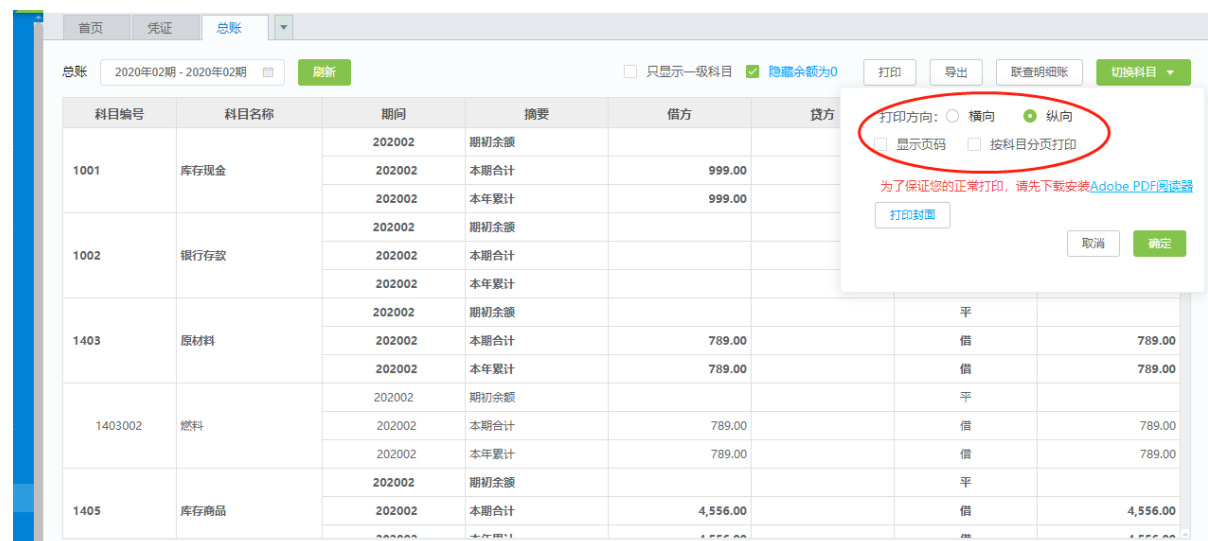 首页 凭证 总账
总账 2020年02期 - 2020年02期 刷新 只显示一级科目 隐藏余额为0 打印 导出 联查明细账 切换科目
科目编号 科目名称 期间 摘要 借方 贷方
打印方向: 横向 纵向
显示页码 按科目分页打印
为了保证您的正常打印，请先下载安装Adobe PDF阅读器
打印封面
取消 确定
202002 期初余额
1001 库存现金 202002 本期合计 999.00
202002 本年累计 999.00
202002 期初余额
1002 银行存款 202002 本期合计
202002 本年累计
202002 期初余额 平
1403 原材料 202002 本期合计 789.00 借 789.00
202002 本年累计 789.00 借 789.00
202002 期初余额 平
1403002 燃料 202002 本期合计 789.00 借 789.00
202002 本年累计 789.00 借 789.00
202002 期初余额 平
1405 库存商品 202002 本期合计 4,556.00 借 4,556.00